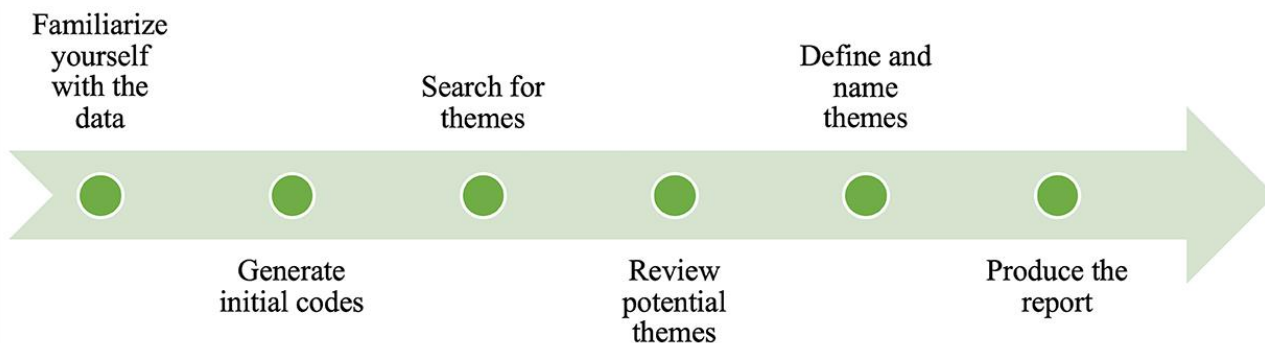 Familiarize
yourself
with the
data
Generate
initial codes
Search for
themes
Review
potential
themes
Define and
name
themes
Produce the
report